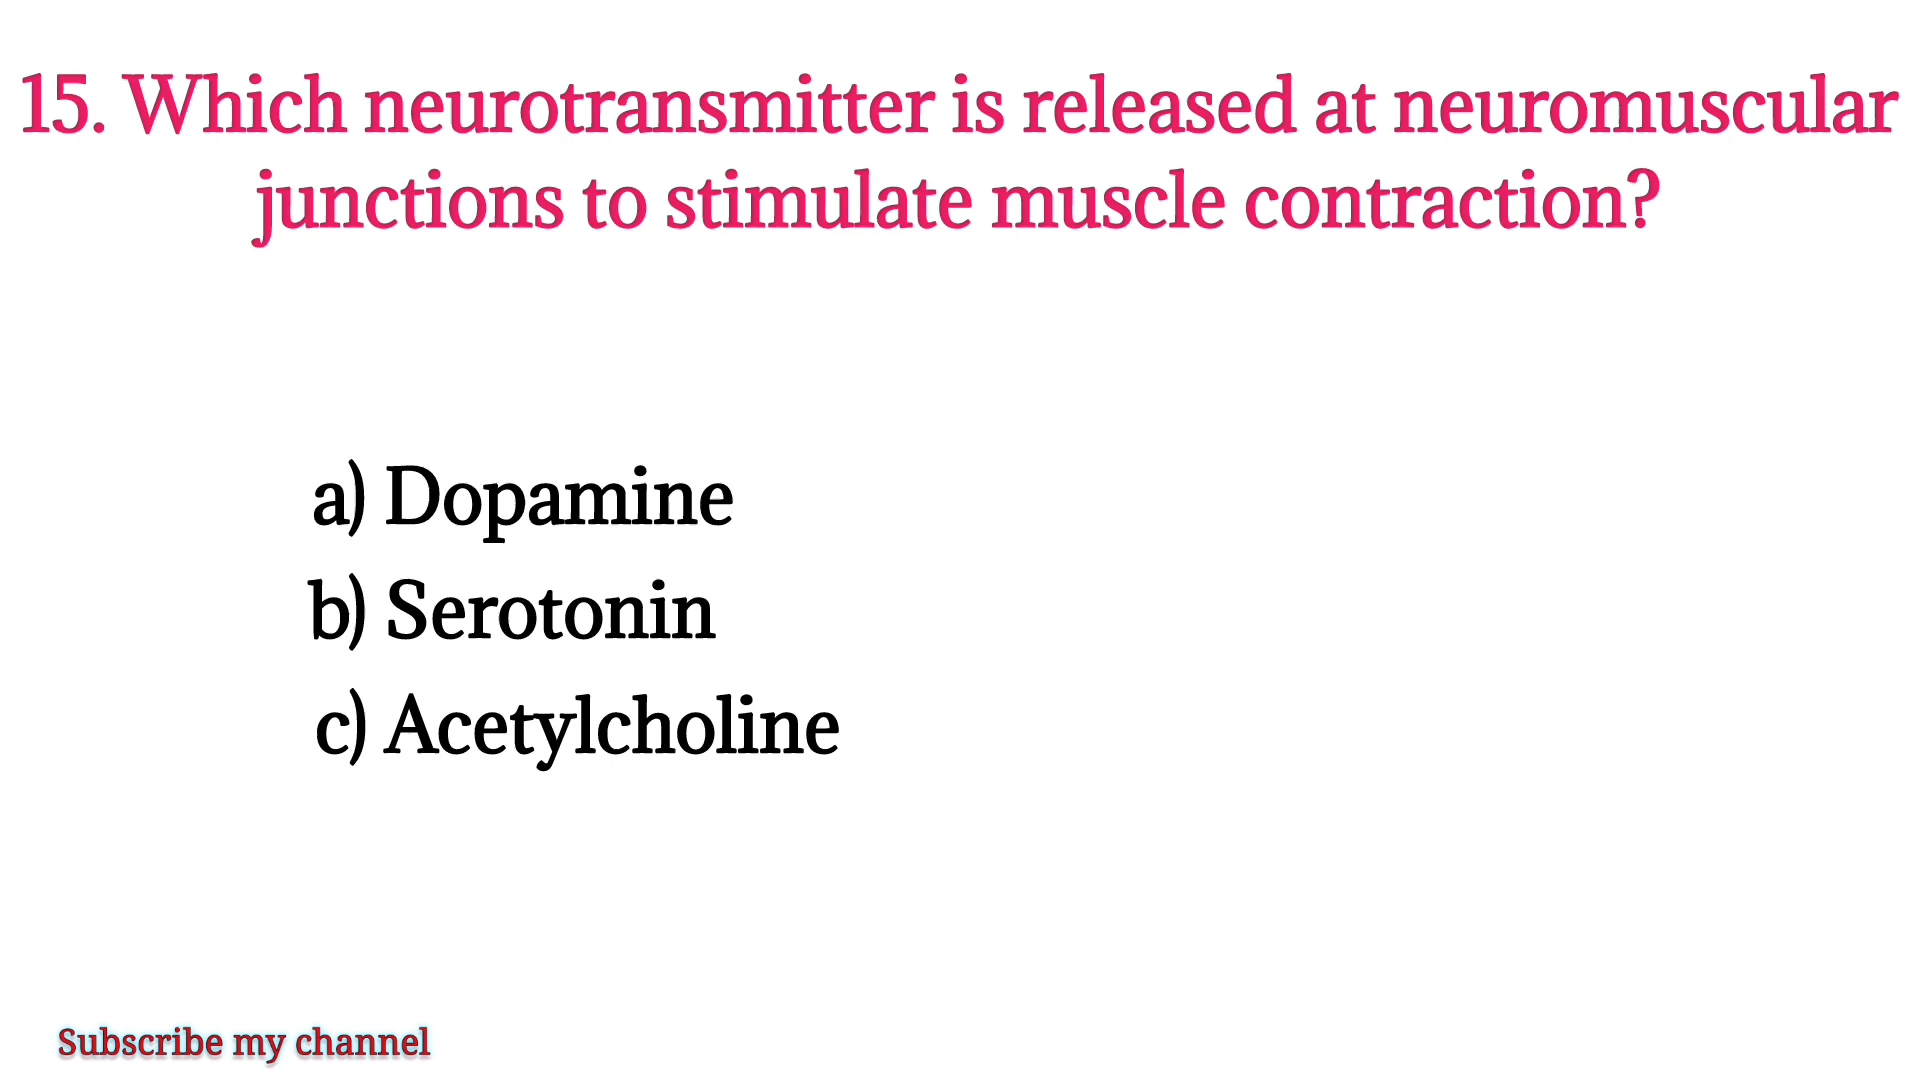 15. Which neurotransmitter is released at neuromuscular
junctions to stimulate muscle contraction?
a) Dopamine
b) Serotonin
c) Acetylcholine
Subscribe my channel